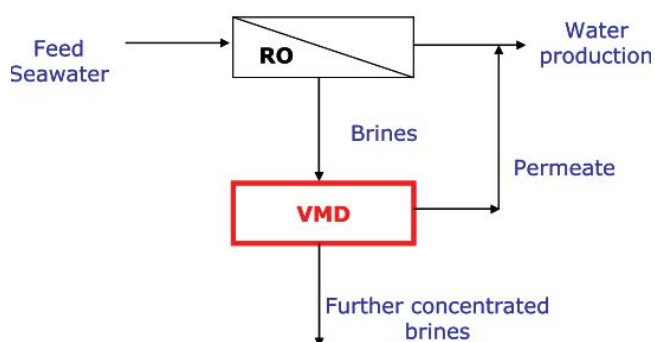 Feed
Seawater
RO
Water
production
Brines
Permeate
VMD
Further concentrated
brines